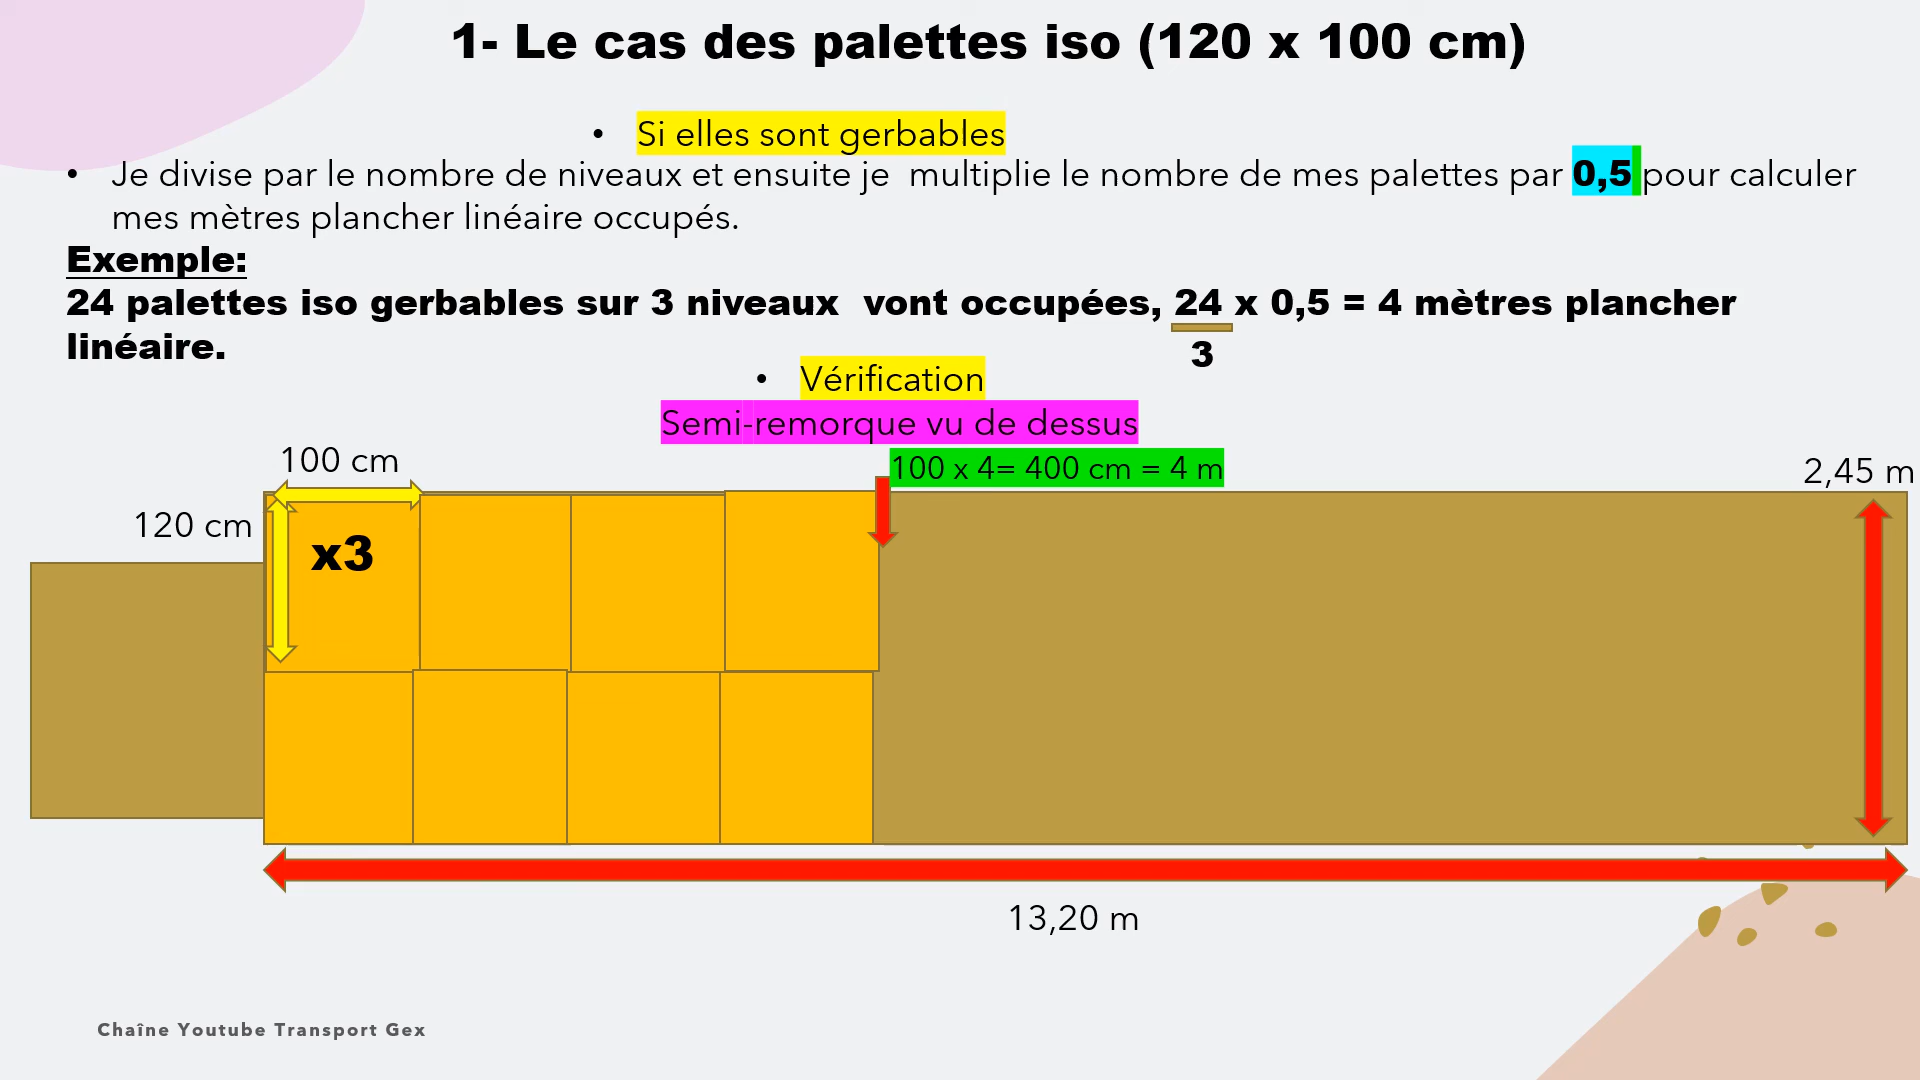 1- Le cas des palettes iso (120 x 100 cm)
• Si elles sont gerbables
• Je divise par le nombre de niveaux et ensuite je  multiplie le nombre de mes palettes par 0,5 pour calculer
mes mètres plancher linéaire occupés.
Exemple:
24 palettes iso gerbables sur 3 niveaux  vont occupées, 24 x 0,5 = 4 mètres plancher
3
linéaire.
• Vérification
Semi-remorque vu de dessus
100 cm
100 x 4= 400 cm = 4 m
2,45 m
120 cm
x3
13,20 m
Chaîne Youtube Transport Gex